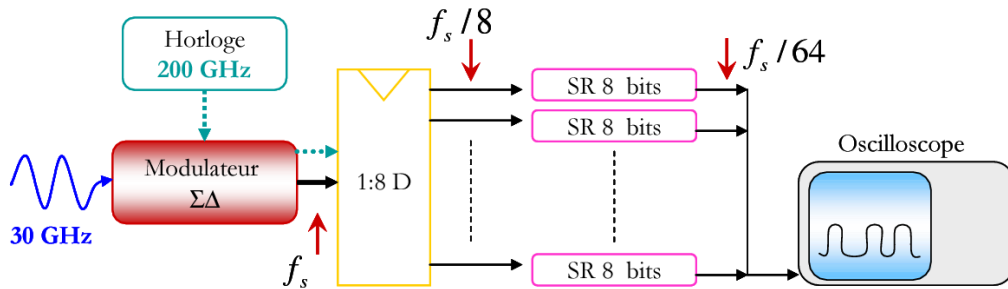 Horloge
200 GHz
f_s /8
f_s /64
SR 8 bits
SR 8 bits
Oscilloscope
Modulateur
ΣΔ
1:8 D
30 GHz
f_s
SR 8 bits